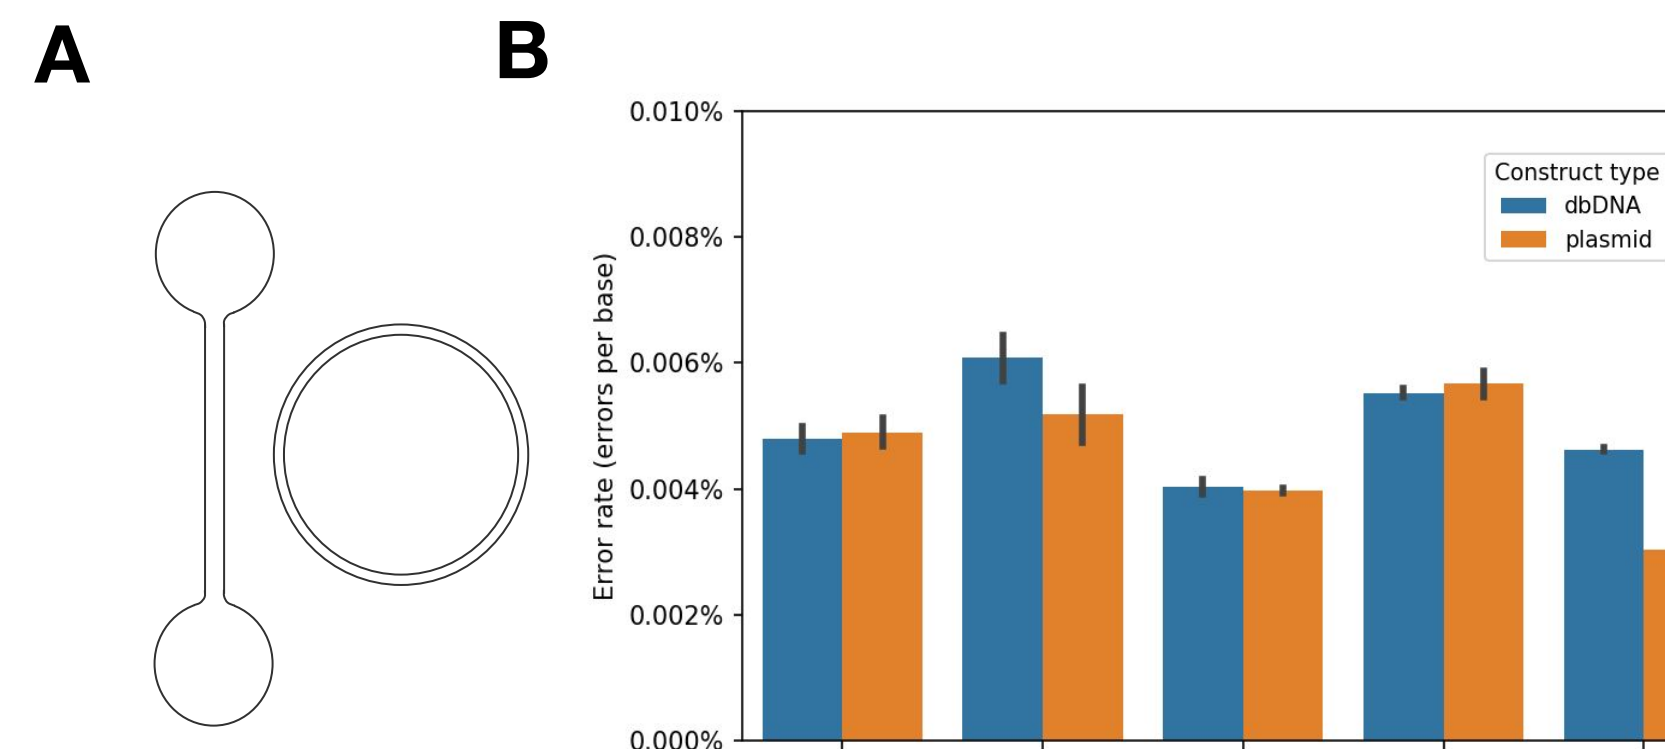 A
B
0.010%
0.008%
0.006%
0.004%
0.002%
0.000%
Error rate (errors per base)
Construct type
dbDNA
plasmid